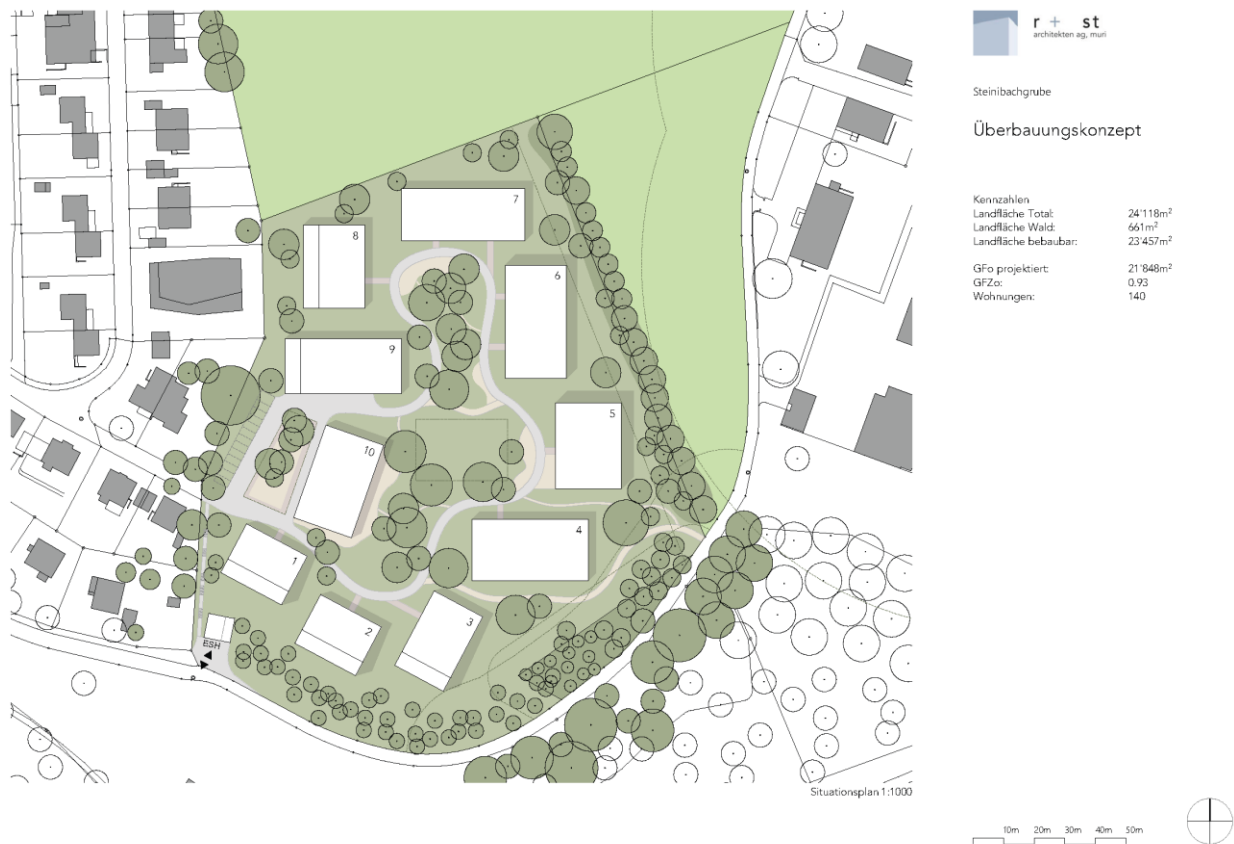 r + st
architekten ag, muri
Steinibachgrube
Überbauungskonzept
Kennzahlen
Landfläche Total: 24'118m²
Landfläche Wald: 661m²
Landfläche bebaubar: 23'457m²
GFo projektiert: 21'848m²
GFZo: 0.93
Wohnungen: 140
7
8
6
9
5
10
4
1
2
3
ESH
Situationsplan 1:1000
10m 20m 30m 40m 50m